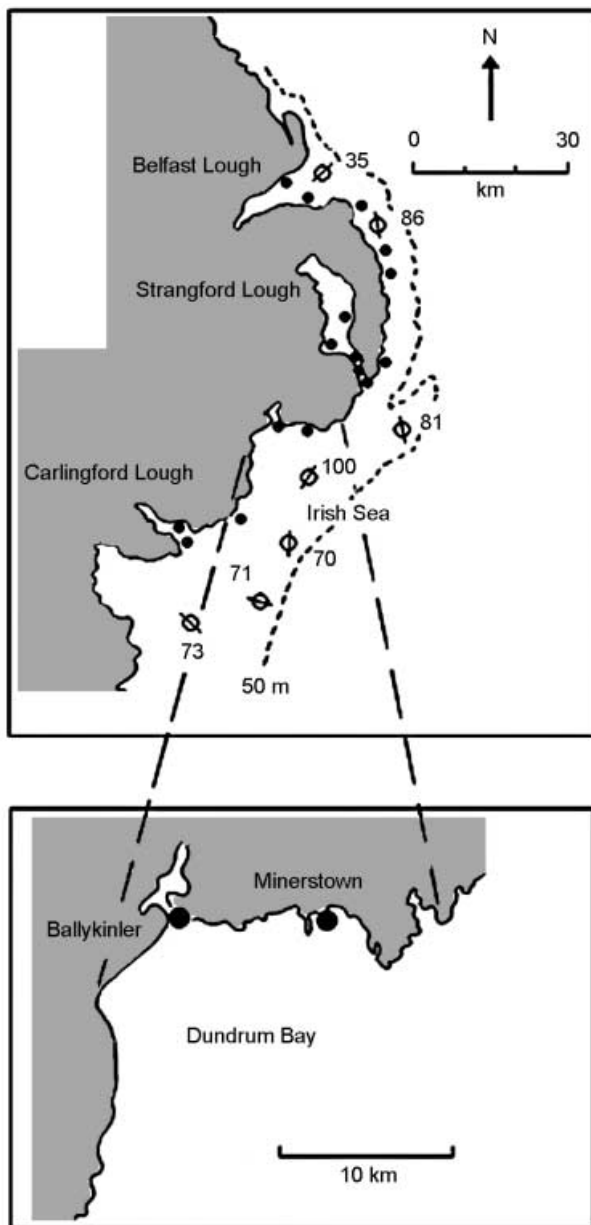 N
0 30
km
Belfast Lough
35
86
Strangford Lough
81
Carlingford Lough
100
Irish Sea
70
71
73
50 m
Minerstown
Ballykinler
Dundrum Bay
10 km